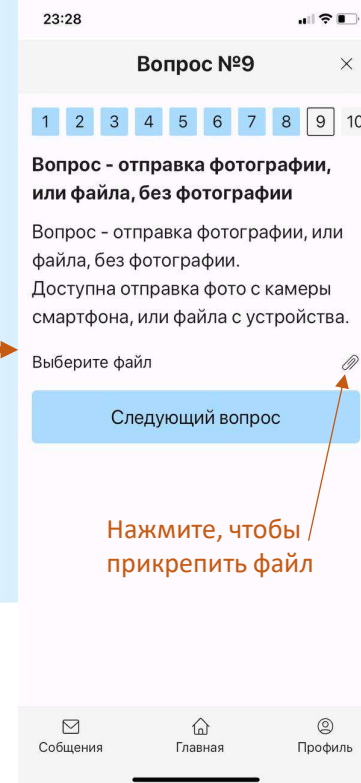 23:28
Вопрос №9
1 2 3 4 5 6 7 8 9 10
Вопрос - отправка фотографии,
или файла, без фотографии
Вопрос - отправка фотографии, или
файла, без фотографии.
Доступна отправка фото с камеры
смартфона, или файла с устройства.
Выберите файл
Следующий вопрос
Нажмите, чтобы
прикрепить файл
Собщения Главная Профиль